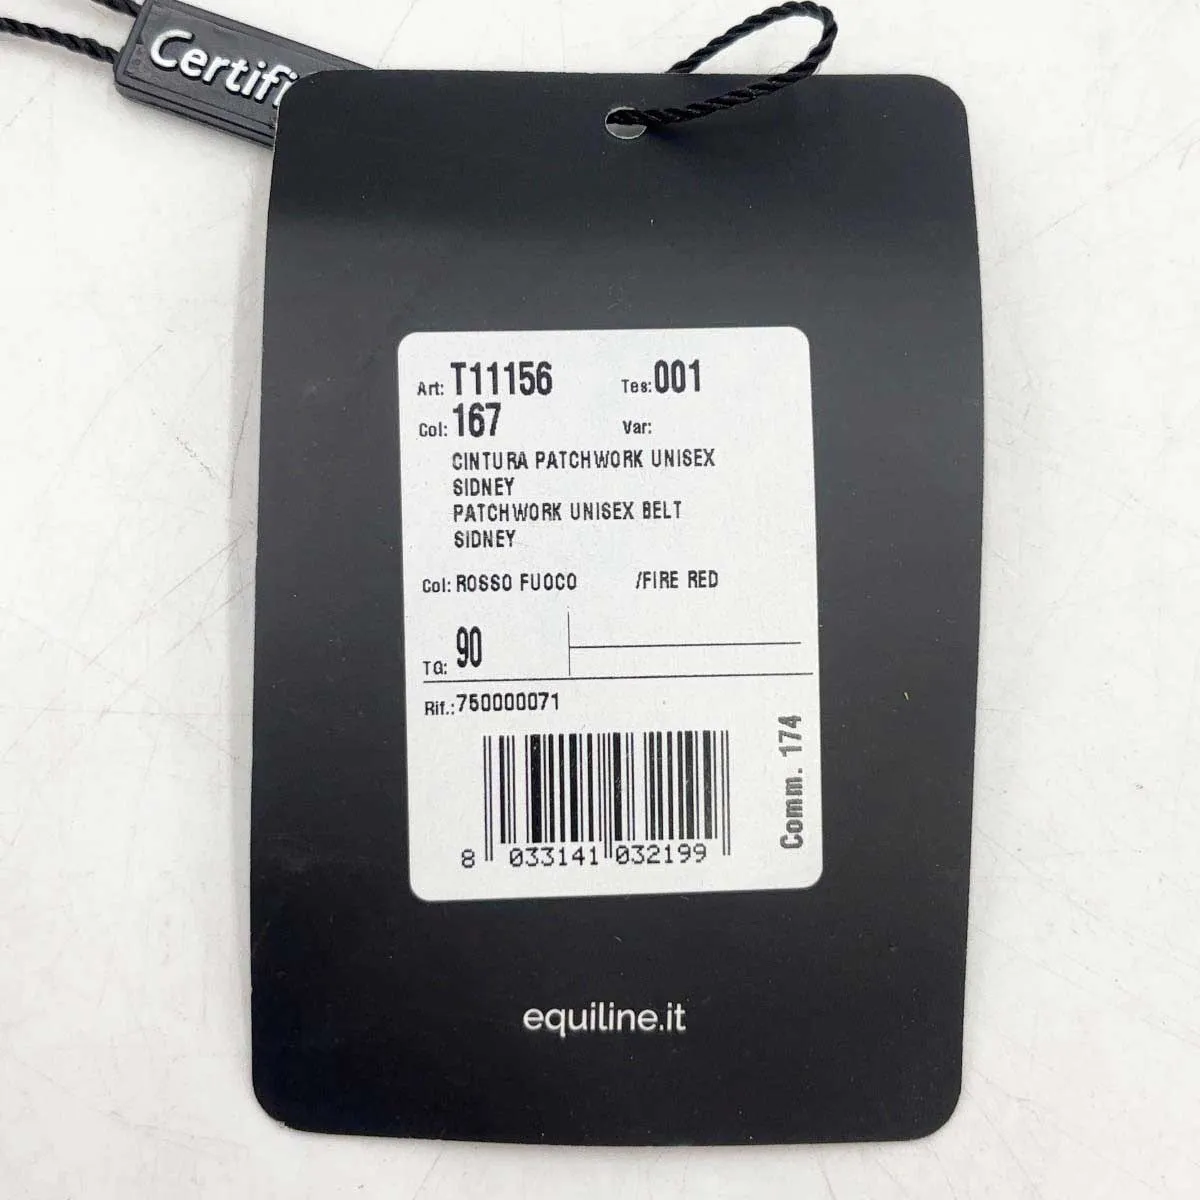 Certifi
Art: T11156 Tes: 001
Col: 167 Var:
CINTURA PATCHWORK UNISEX
SIDNEY
PATCHWORK UNISEX BELT
SIDNEY
Col: ROSSO FUOCO /FIRE RED
TG: 90
Rif.: 750000071
8 033141 032199
Comm. 174
equiline.it